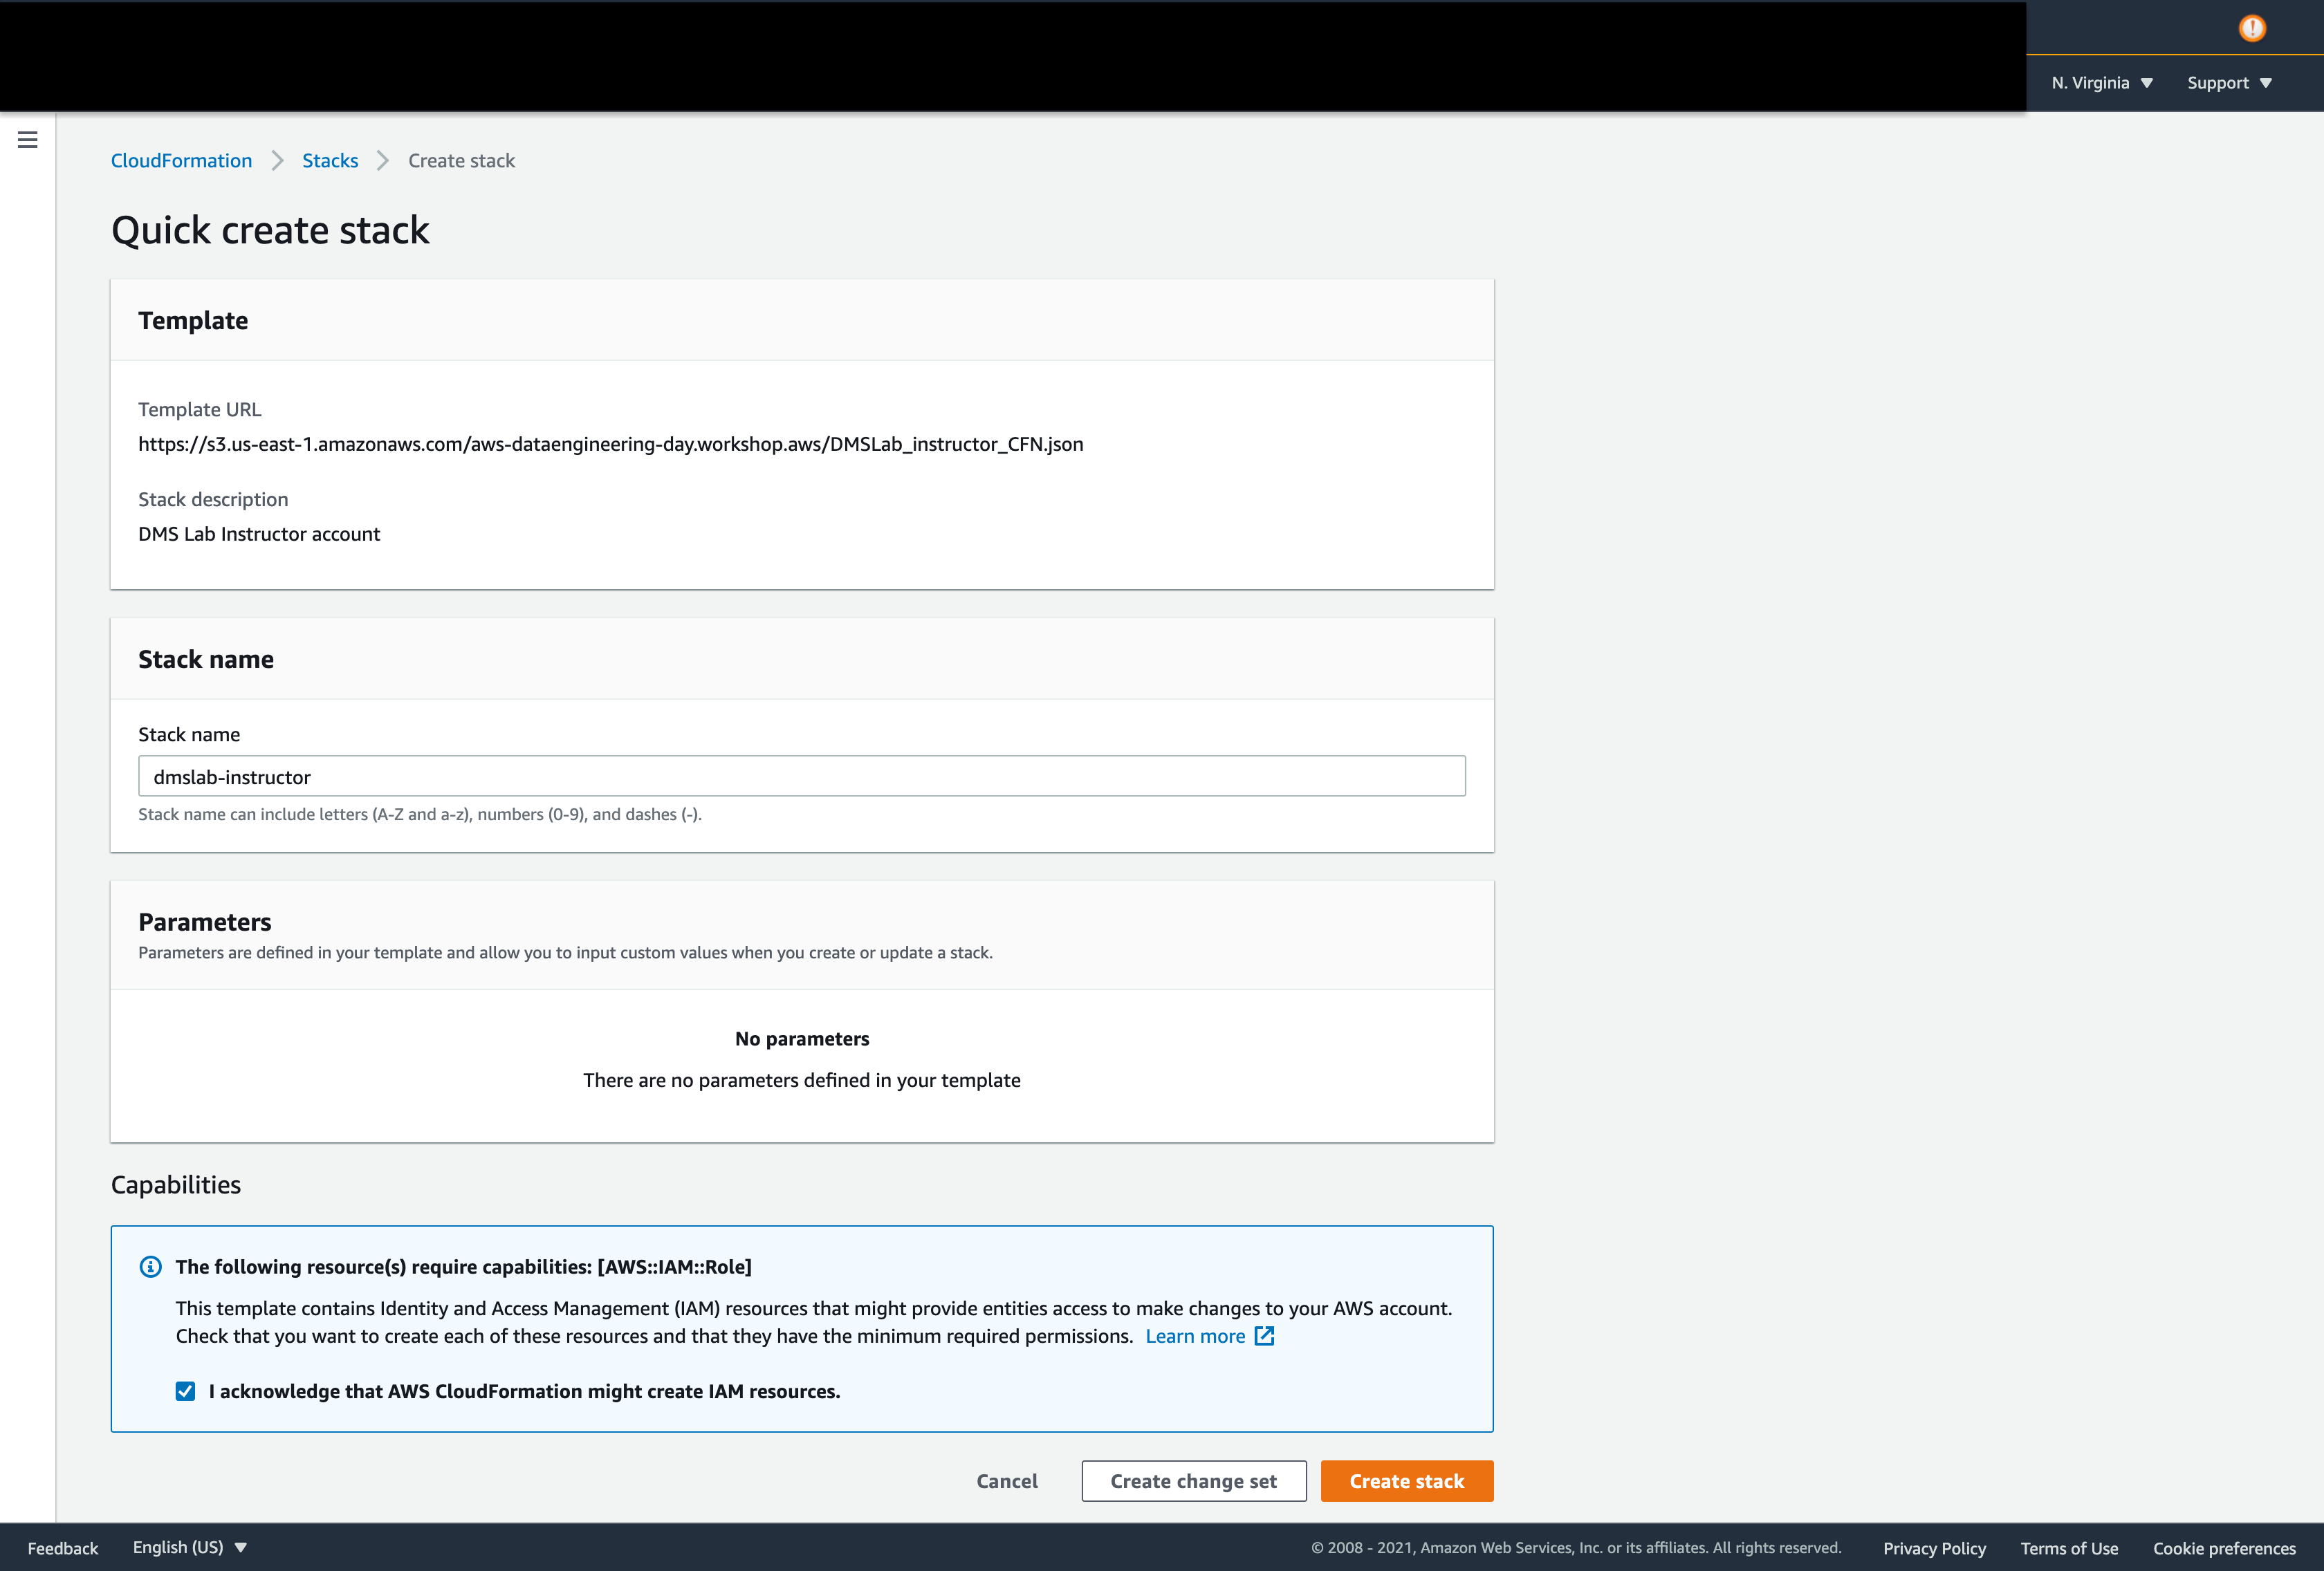 N. Virginia Support
CloudFormation Stacks Create stack
Quick create stack
Template
Template URL
https://s3.us-east-1.amazonaws.com/aws-dataengineering-day.workshop.aws/DMSLab_instructor_CFN.json
Stack description
DMS Lab Instructor account
Stack name
Stack name
dmslab-instructor
Stack name can include letters (A-Z and a-z), numbers (0-9), and dashes (-).
Parameters
Parameters are defined in your template and allow you to input custom values when you create or update a stack.
No parameters
There are no parameters defined in your template
Capabilities
The following resource(s) require capabilities: [AWS::IAM::Role]
This template contains Identity and Access Management (IAM) resources that might provide entities access to make changes to your AWS account.
Check that you want to create each of these resources and that they have the minimum required permissions. Learn more
I acknowledge that AWS CloudFormation might create IAM resources.
Cancel Create change set Create stack
Feedback English (US) © 2008 - 2021, Amazon Web Services, Inc. or its affiliates. All rights reserved. Privacy Policy Terms of Use Cookie preferences